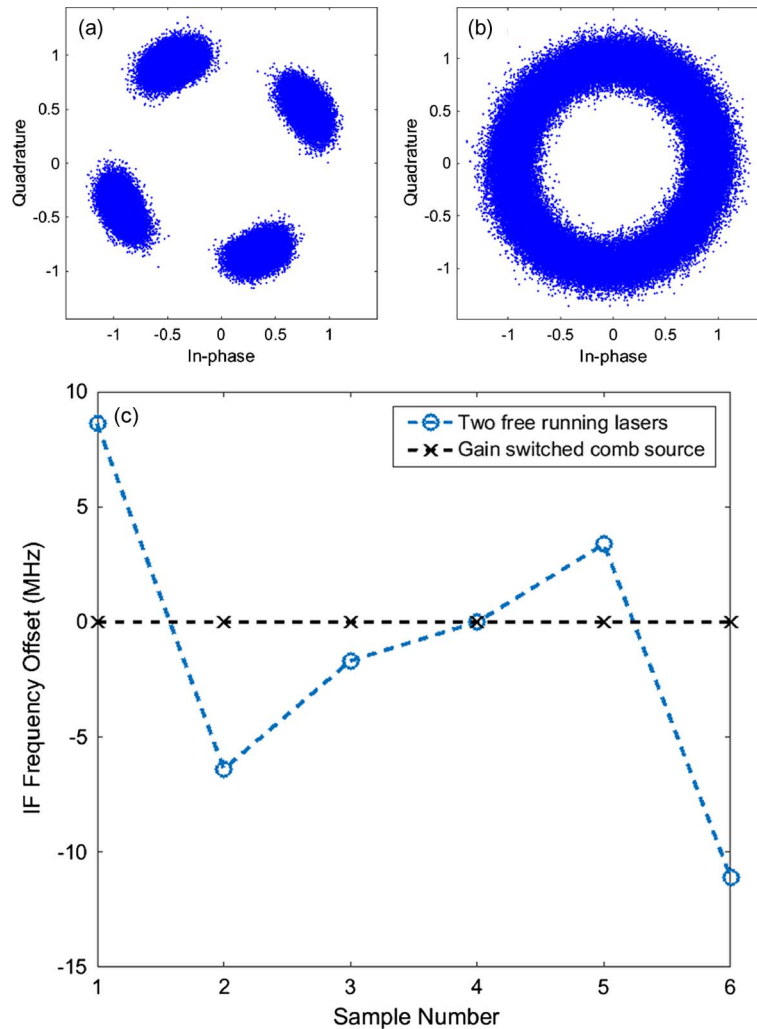 (a)
Quadrature
1
0.5
0
-0.5
-1
-1 -0.5 0 0.5 1
In-phase
(b)
Quadrature
1
0.5
0
-0.5
-1
-1 -0.5 0 0.5 1
In-phase
(c)
Two free running lasers
Gain switched comb source
IF Frequency Offset (MHz)
10
5
0
-5
-10
-15
1 2 3 4 5 6
Sample Number